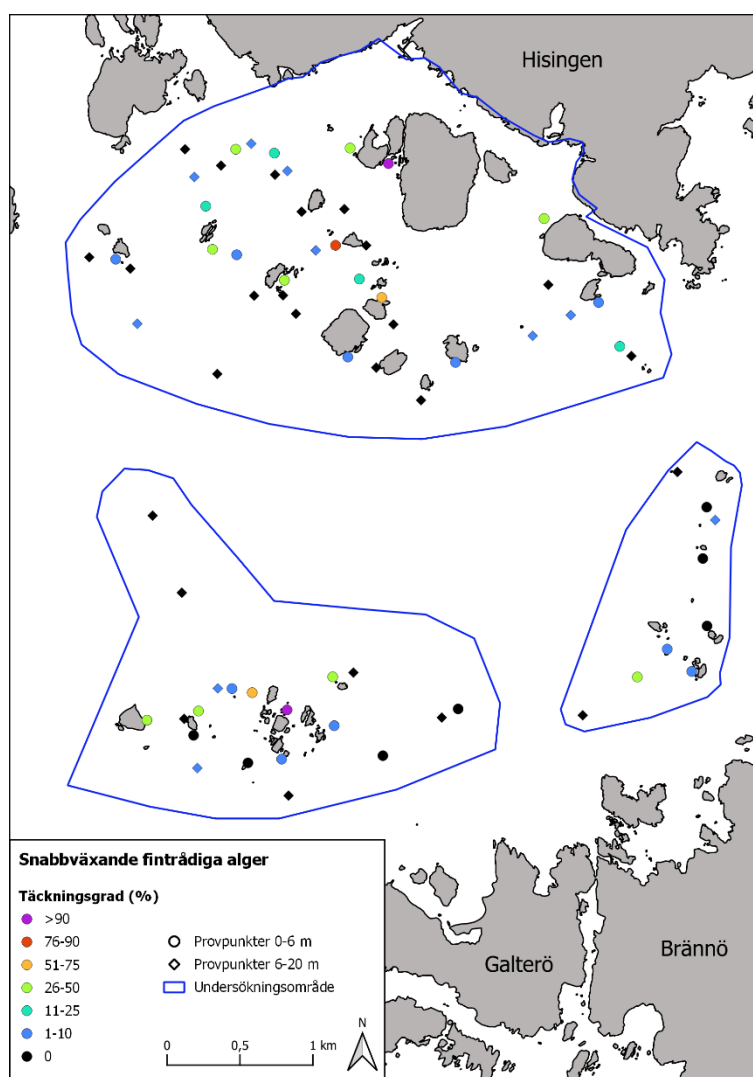 Hisingen
Galterö
Brännö
Snabbväxande fintrådiga alger
Täckningsgrad (%)
>90
76-90
51-75
26-50
11-25
1-10
0
Provpunkter 0-6 m
Provpunkter 6-20 m
Undersökningsområde
0 0,5 1 km
N